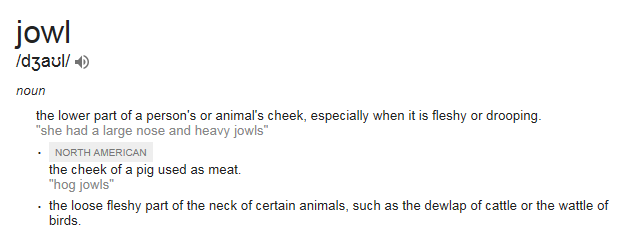 jowl
/dʒaʊl/
noun
the lower part of a person's or animal's cheek, especially when it is fleshy or drooping.
"she had a large nose and heavy jowls"
• NORTH AMERICAN
the cheek of a pig used as meat.
"hog jowls"
• the loose fleshy part of the neck of certain animals, such as the dewlap of cattle or the wattle of
birds.